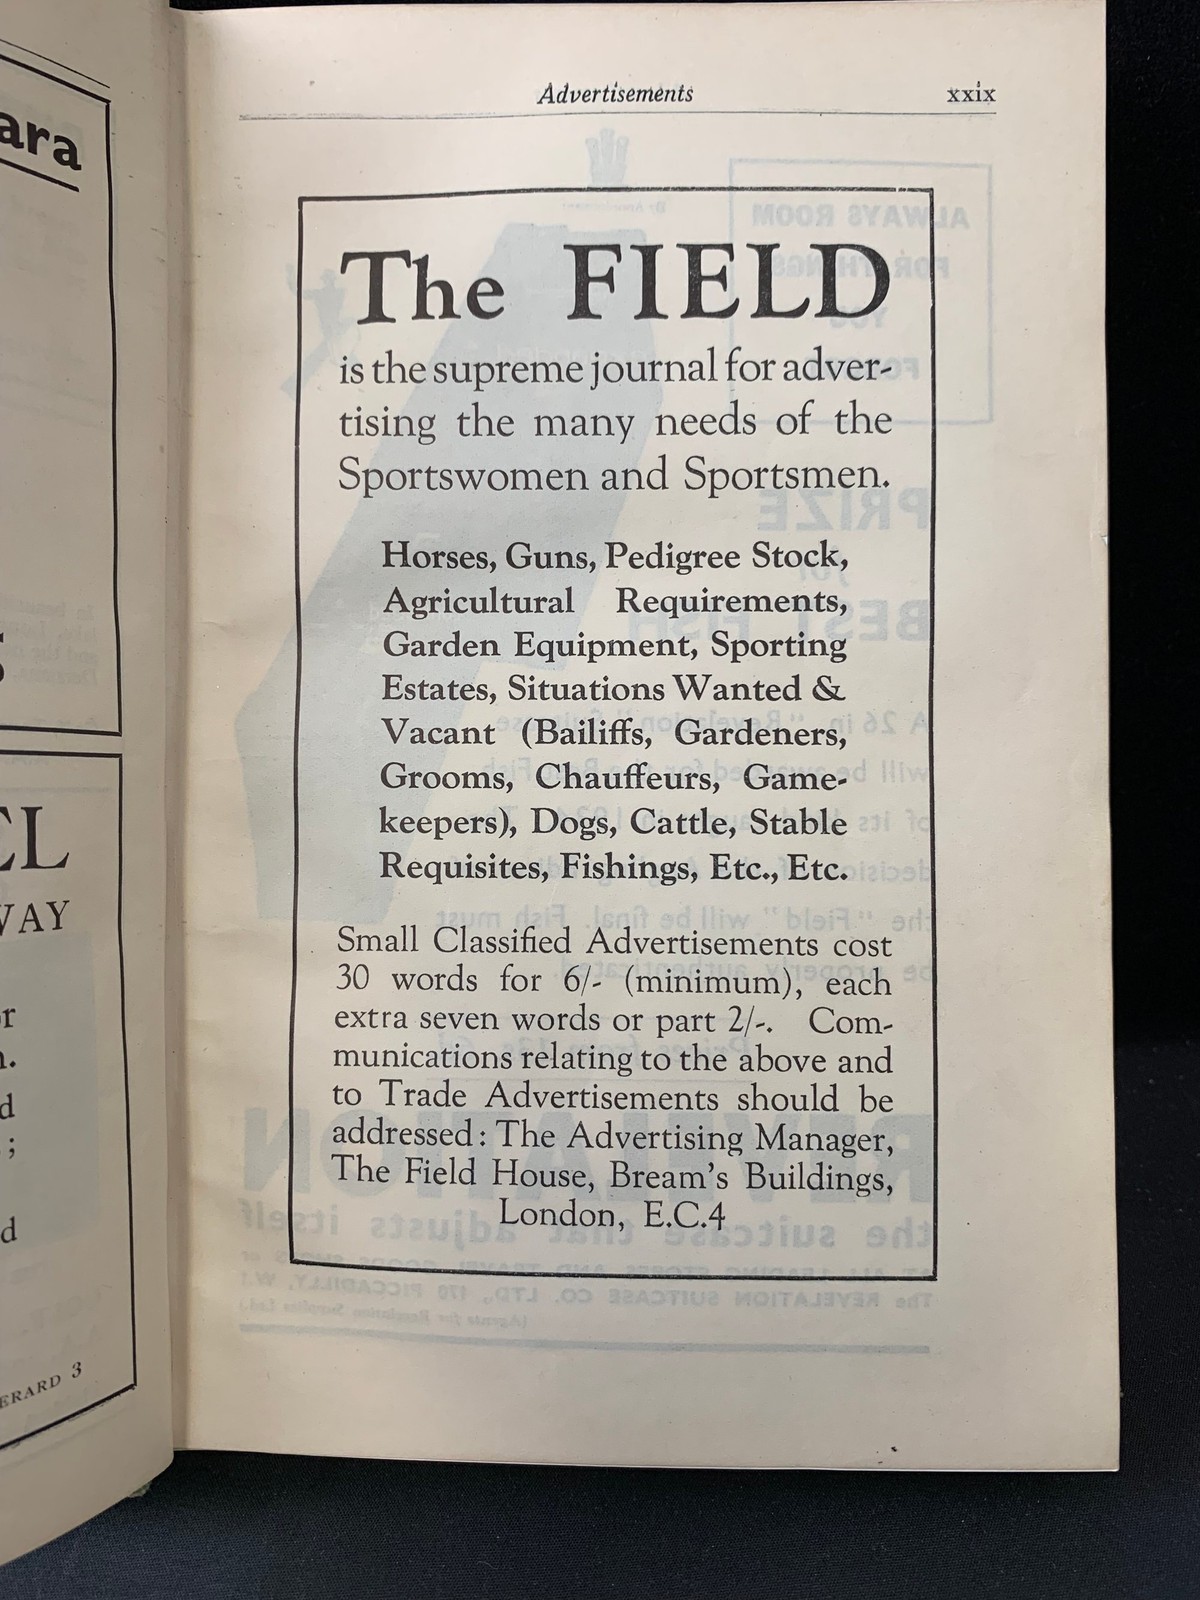 ara
EL
WAY
ERARD 3
Advertisements xxix
The FIELD
is the supreme journal for adver-
tising the many needs of the
Sportswomen and Sportsmen.
Horses, Guns, Pedigree Stock,
Agricultural Requirements,
Garden Equipment, Sporting
Estates, Situations Wanted &
Vacant (Bailiffs, Gardeners,
Grooms, Chauffeurs, Game-
keepers), Dogs, Cattle, Stable
Requisites, Fishings, Etc., Etc.
Small Classified Advertisements cost
30 words for 6/- (minimum), each
extra seven words or part 2/-. Com-
munications relating to the above and
to Trade Advertisements should be
addressed: The Advertising Manager,
The Field House, Bream's Buildings,
London, E.C.4